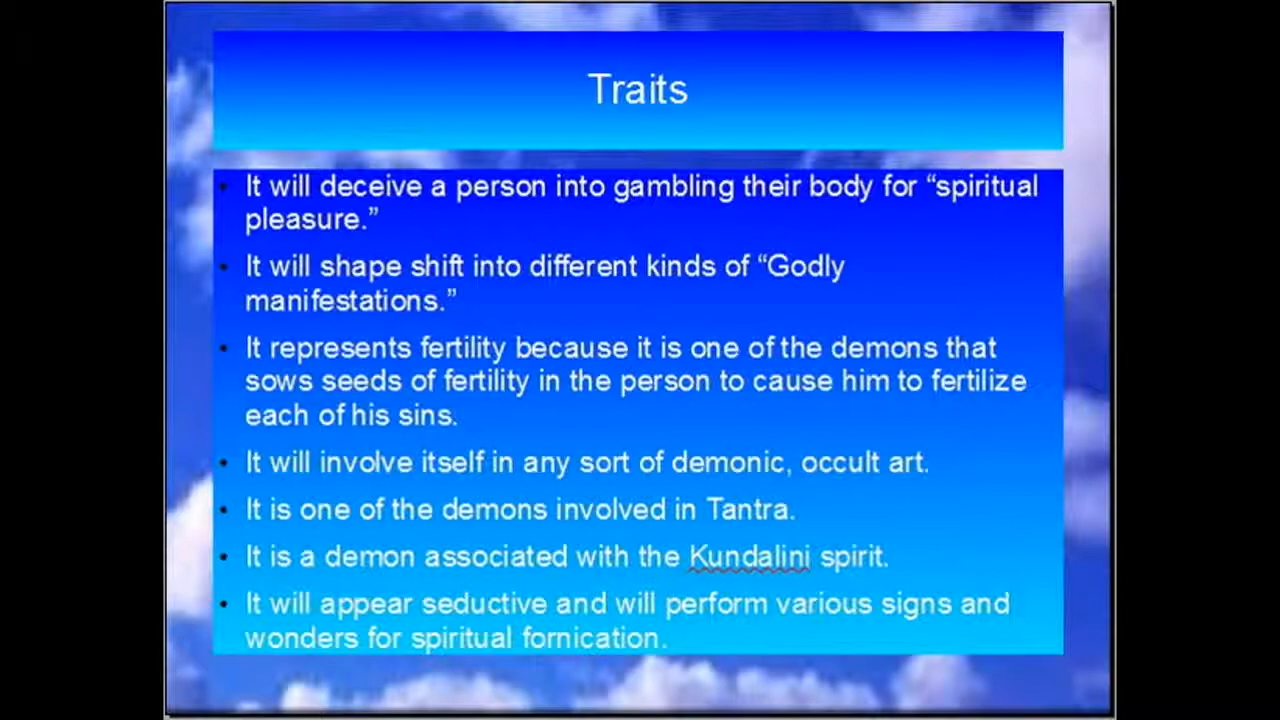 Traits
• It will deceive a person into gambling their body for “spiritual
pleasure.”
• It will shape shift into different kinds of “Godly
manifestations.”
• It represents fertility because it is one of the demons that
sows seeds of fertility in the person to cause him to fertilize
each of his sins.
• It will involve itself in any sort of demonic, occult art.
• It is one of the demons involved in Tantra.
• It is a demon associated with the Kundalini spirit.
• It will appear seductive and will perform various signs and
wonders for spiritual fornication.